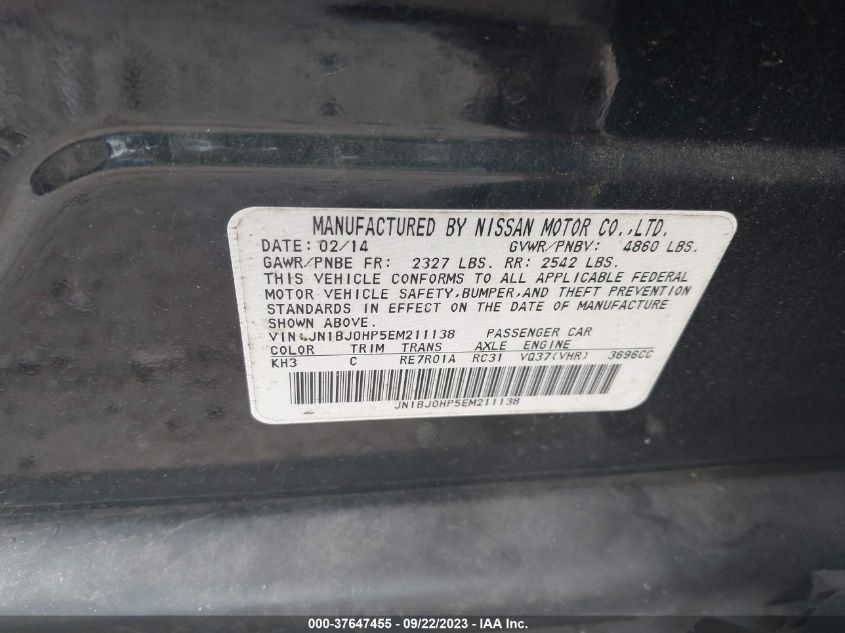 MANUFACTURED BY NISSAN MOTOR CO.,LTD.
DATE: 02/14 GVWR/PNBV: 4860 LBS.
GAWR/PNBE FR: 2327 LBS. RR: 2542 LBS.
THIS VEHICLE CONFORMS TO ALL APPLICABLE FEDERAL
MOTOR VEHICLE SAFETY,BUMPER,AND THEFT PREVENTION
STANDARDS IN EFFECT ON THE DATE OF MANUFACTURE
SHOWN ABOVE.
VIN:JN1BJ0HP5EM211138 PASSENGER CAR
COLOR TRIM TRANS AXLE ENGINE
KH3 C RE7R01A RC31 VQ37(VHR) 3696CC
JN1BJ0HP5EM211138
000-37647455 - 09/22/2023 - IAA Inc.